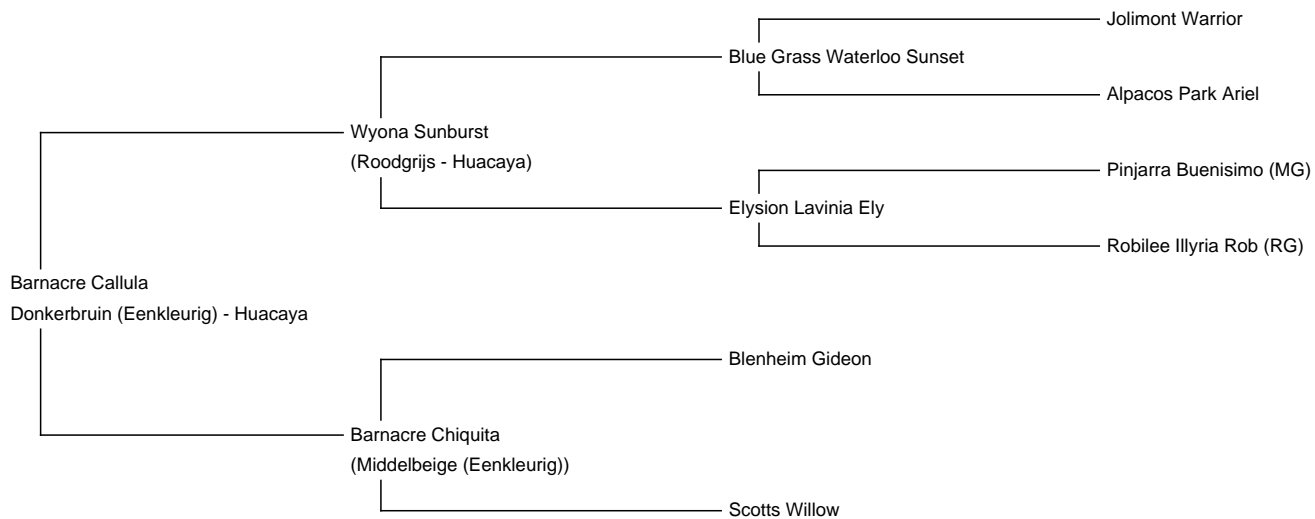 Jolimont Warrior
Blue Grass Waterloo Sunset
Alpacos Park Ariel
Wyona Sunburst
(Roodgrijs - Huacaya)
Pinjarra Buenisimo (MG)
Elysion Lavinia Ely
Robilee Illyria Rob (RG)
Barnacre Callula
Donkerbruin (Eenkleurig) - Huacaya
Blenheim Gideon
Barnacre Chiquita
(Middelbeige (Eenkleurig))
Scotts Willow